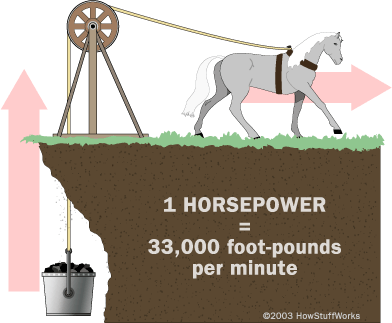 1 HORSEPOWER
=
33,000 foot-pounds
per minute
©2003 HowStuffWorks